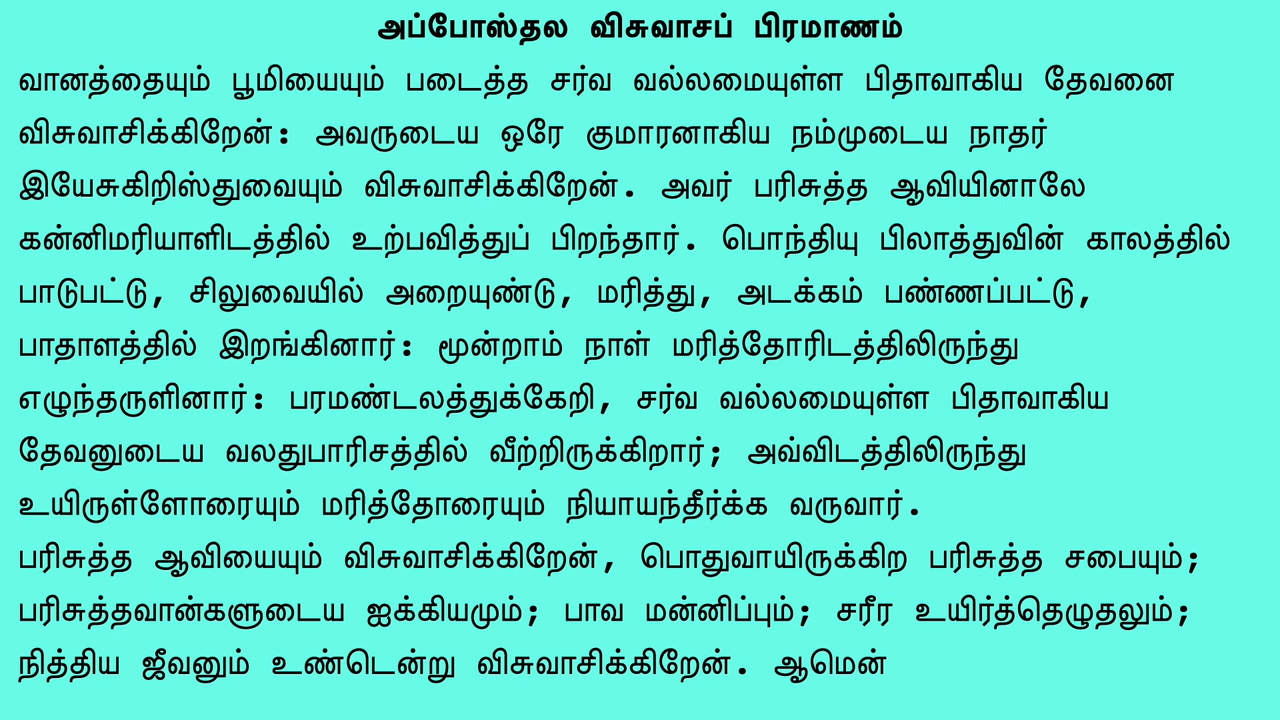 அப்போஸ்தல விசுவாசப் பிரமாணம்
வானத்தையும் பூமியையும் படைத்த சர்வ வல்லமையுள்ள பிதாவாகிய தேவனை
விசுவாசிக்கிறேன்: அவருடைய ஒரே குமாரனாகிய நம்முடைய நாதர்
இயேசுகிறிஸ்துவையும் விசுவாசிக்கிறேன். அவர் பரிசுத்த ஆவியினாலே
கன்னிமரியாளிடத்தில் உற்பவித்துப் பிறந்தார். பொந்தியு பிலாத்துவின் காலத்தில்
பாடுபட்டு, சிலுவையில் அறையுண்டு, மரித்து, அடக்கம் பண்ணப்பட்டு,
பாதாளத்தில் இறங்கினார்: மூன்றாம் நாள் மரித்தோரிடத்திலிருந்து
எழுந்தருளினார்: பரமண்டலத்துக்கேறி, சர்வ வல்லமையுள்ள பிதாவாகிய
தேவனுடைய வலதுபாரிசத்தில் வீற்றிருக்கிறார்; அவ்விடத்திலிருந்து
உயிருள்ளோரையும் மரித்தோரையும் நியாயந்தீர்க்க வருவார்.
பரிசுத்த ஆவியையும் விசுவாசிக்கிறேன், பொதுவாயிருக்கிற பரிசுத்த சபையும்;
பரிசுத்தவான்களுடைய ஐக்கியமும்; பாவ மன்னிப்பும்; சரீர உயிர்த்தெழுதலும்;
நித்திய ஜீவனும் உண்டென்று விசுவாசிக்கிறேன். ஆமென்